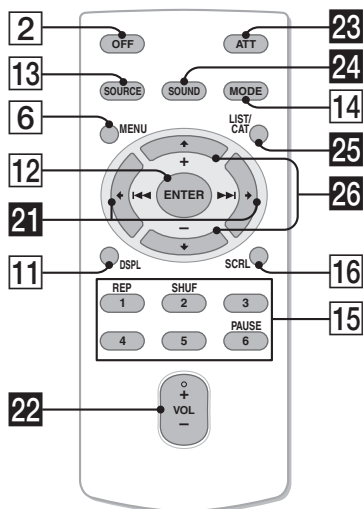 2 OFF ATT 23
13 SOURCE SOUND MODE 24
14
6 MENU LIST/CAT 25
12 + 26
21 ENTER
−
11 DSPL SCRL 16
REP SHUF
1 2 3 15
PAUSE
4 5 6
22 + VOL −